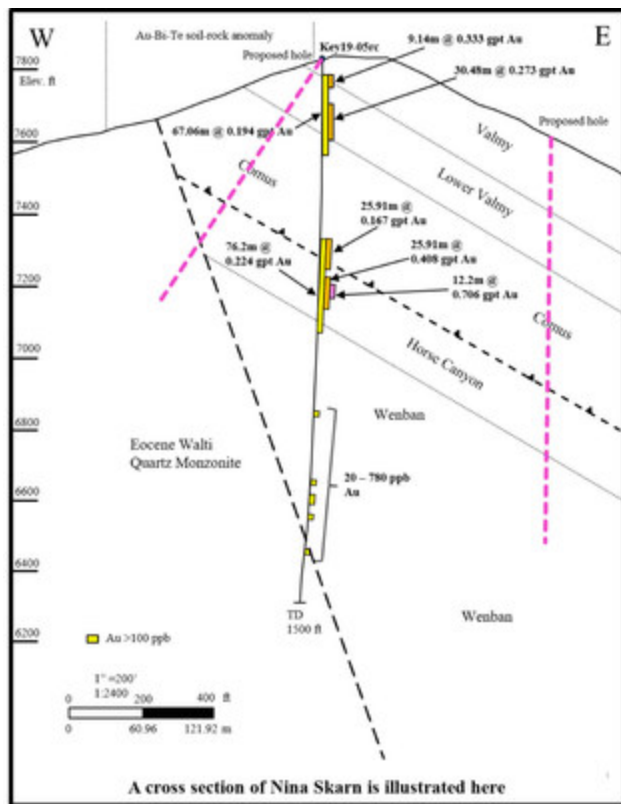 W
Au-Bi-Te soil-rock anomaly
E
Proposed hole
Key19-05rc
9.14m @ 0.333 gpt Au
30.48m @ 0.273 gpt Au
7800
Elev. ft
67.06m @ 0.194 gpt Au
Proposed hole
Valmy
7600
Comus
Lower Valmy
7400
25.91m @
0.167 gpt Au
76.2m @
0.224 gpt Au
25.91m @
0.408 gpt Au
12.2m @
0.706 gpt Au
7200
Comus
7000
Horse Canyon
6800
Wenban
Eocene Walti
Quartz Monzonite
20 – 780 ppb
Au
6600
6400
TD
1500 ft
Wenban
6200
Au >100 ppb
1" =200'
1:2400
0 200 400 ft
0 60.96 121.92 m
A cross section of Nina Skarn is illustrated here